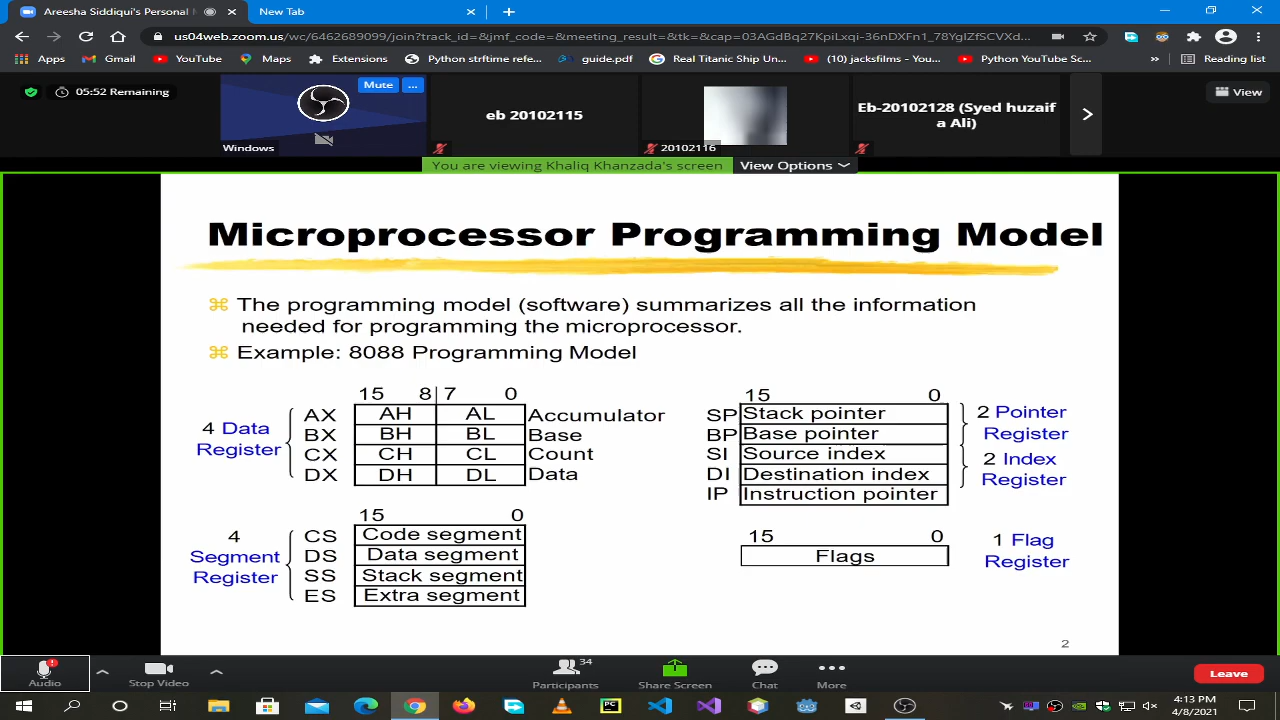 Areesha Siddiqui's Personal
New Tab
us04web.zoom.us/wc/6462689099/join?track_id=&jmf_code=&meeting_result=&tk=&cap=03AGdBq27KpiLxqi-36nDXFn1_78YgIZfSCVXd...
Apps
Gmail
YouTube
Maps
Extensions
Python strftime refe...
guide.pdf
Real Titanic Ship Un...
(10) jacksfilms - You...
Python YouTube Sc...
»
Reading list
05:52 Remaining
Mute
...
Windows
eb 20102115
20102116
Eb-20102128 (Syed huzaif
a Ali)
View
You are viewing Khaliq Khanzada's screen
View Options
Microprocessor Programming Model
The programming model (software) summarizes all the information
needed for programming the microprocessor.
Example: 8088 Programming Model
15 8 7 0
4 Data
Register
AX AH AL Accumulator
BX BH BL Base
CX CH CL Count
DX DH DL Data
15 0
4
Segment
Register
CS Code segment
DS Data segment
SS Stack segment
ES Extra segment
15 0
SP Stack pointer
BP Base pointer
SI Source index
DI Destination index
IP Instruction pointer
2 Pointer
Register
2 Index
Register
15 0
Flags
1 Flag
Register
2
Audio
Stop Video
Participants
34
Share Screen
Chat
More
Leave
4:13 PM
4/8/2021